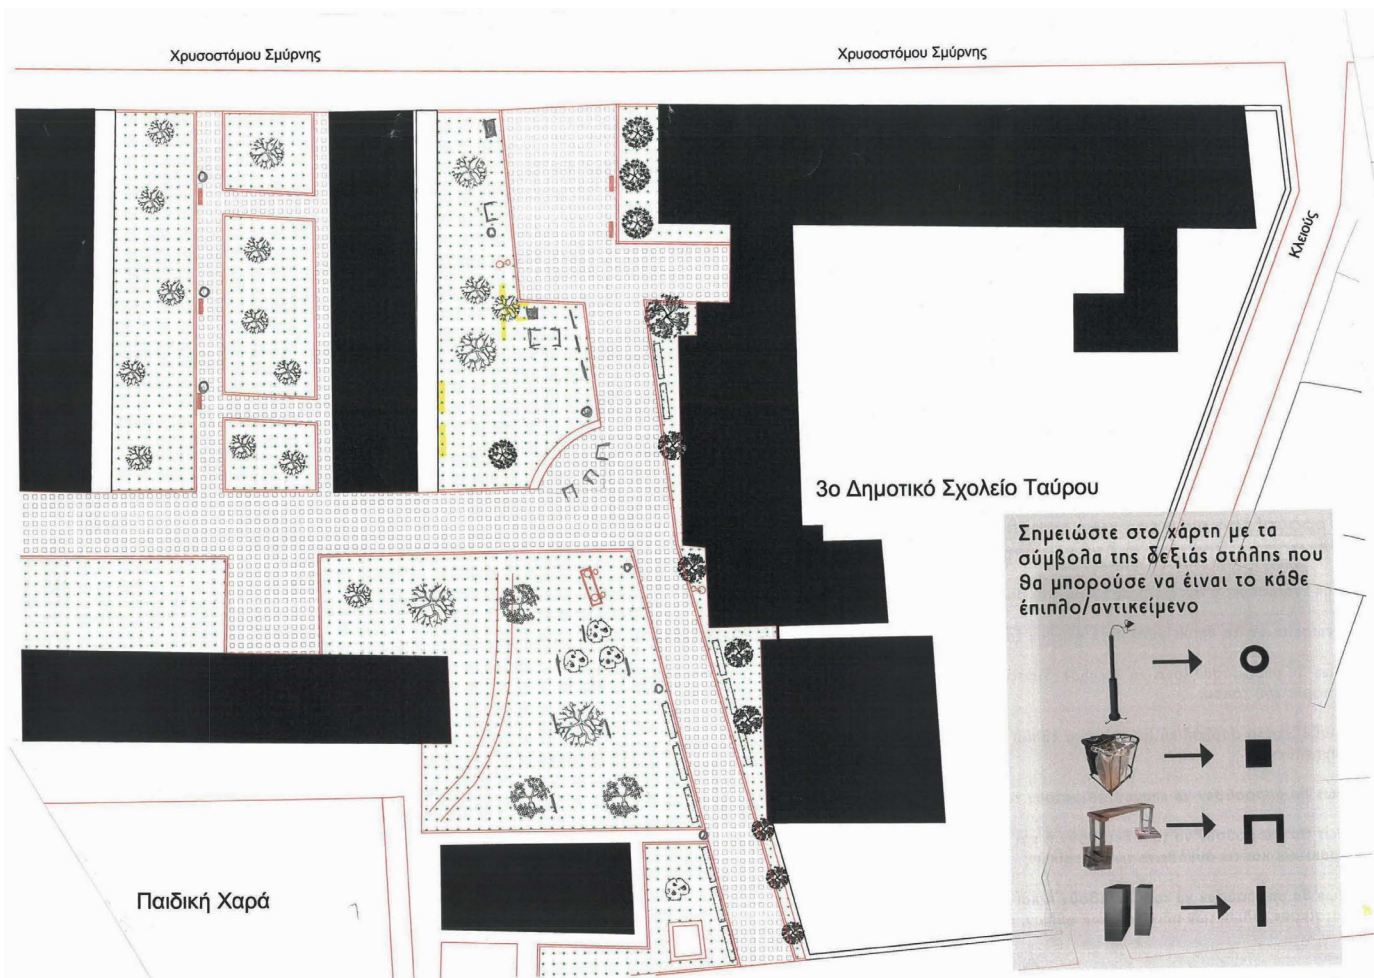 Χρυσοστόμου Σμύρνης
Χρυσοστόμου Σμύρνης
Κλειούς
3ο Δημοτικό Σχολείο Ταύρου
Σημειώστε στο χάρτη με τα
σύμβολα της δεξιάς στήλης που
θα μπορούσε να έιναι το κάθε
έπιπλο/αντικείμενο
Παιδική Χαρά